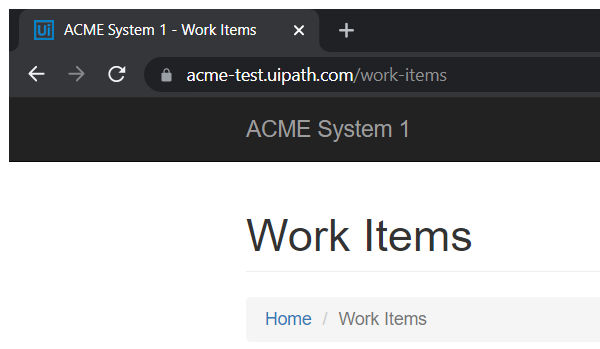 Ui ACME System 1 - Work Items
acme-test.uipath.com/work-items
ACME System 1
Work Items
Home / Work Items